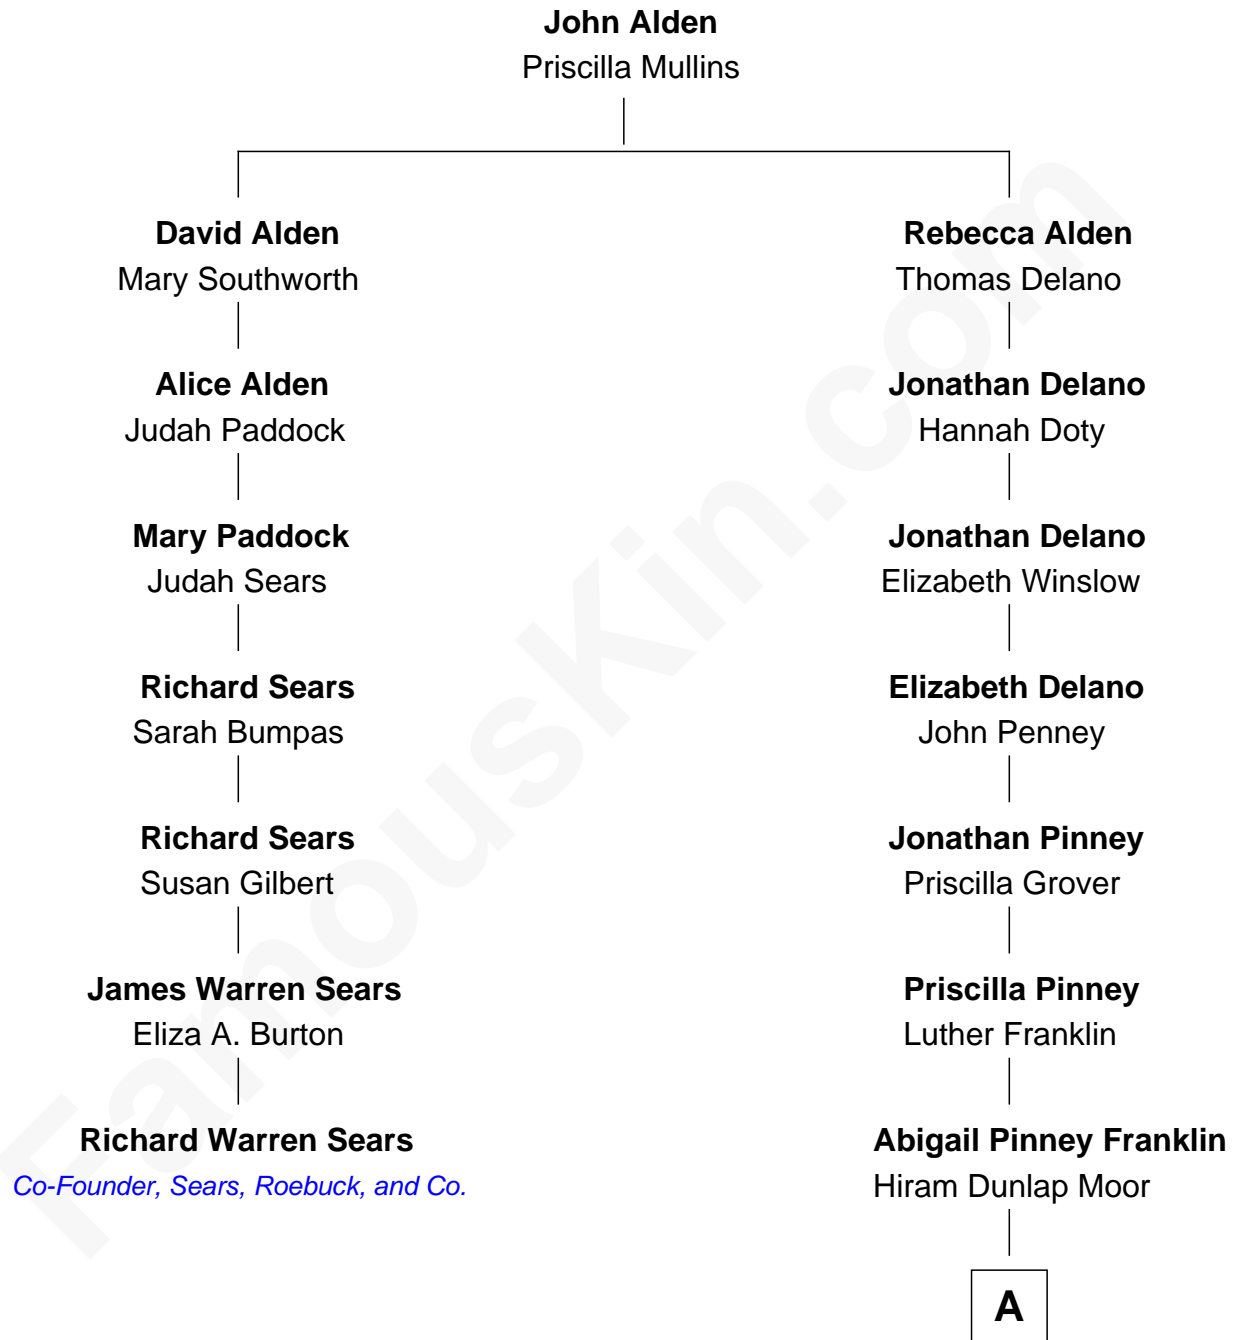 John Alden
Priscilla Mullins
David Alden
Mary Southworth
Alice Alden
Judah Paddock
Mary Paddock
Judah Sears
Richard Sears
Sarah Bumpas
Richard Sears
Susan Gilbert
James Warren Sears
Eliza A. Burton
Richard Warren Sears
Co-Founder, Sears, Roebuck, and Co.
Rebecca Alden
Thomas Delano
Jonathan Delano
Hannah Doty
Jonathan Delano
Elizabeth Winslow
Elizabeth Delano
John Penney
Jonathan Pinney
Priscilla Grover
Priscilla Pinney
Luther Franklin
Abigail Pinney Franklin
Hiram Dunlap Moor
A
FamousKin.com